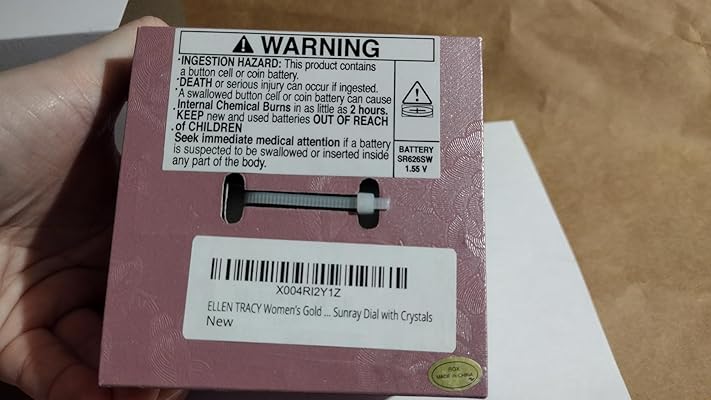 WARNING
·INGESTION HAZARD: This product contains
a button cell or coin battery.
·DEATH or serious injury can occur if ingested.
·A swallowed button cell or coin battery can cause
Internal Chemical Burns in as little as 2 hours.
·KEEP new and used batteries OUT OF REACH
of CHILDREN
Seek immediate medical attention if a battery
is suspected to be swallowed or inserted inside
any part of the body.
BATTERY
SR626SW
1.55 V
X004RI2Y1Z
ELLEN TRACY Women's Gold ... Sunray Dial with Crystals
New
BOX
MADE IN CHINA